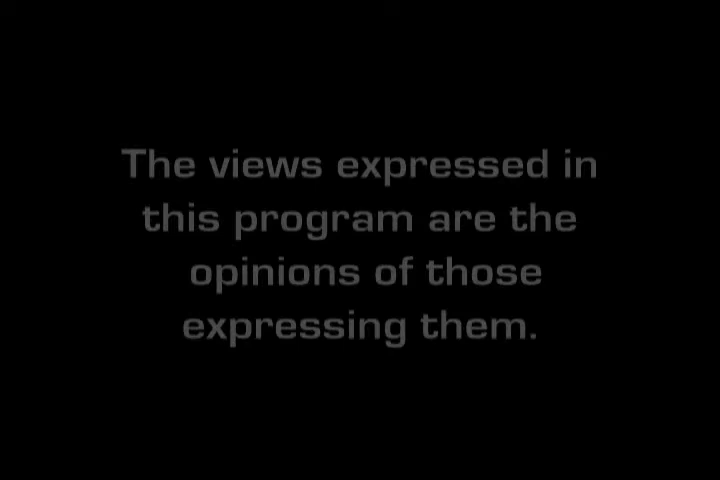 The views expressed in
this program are the
opinions of those
expressing them.